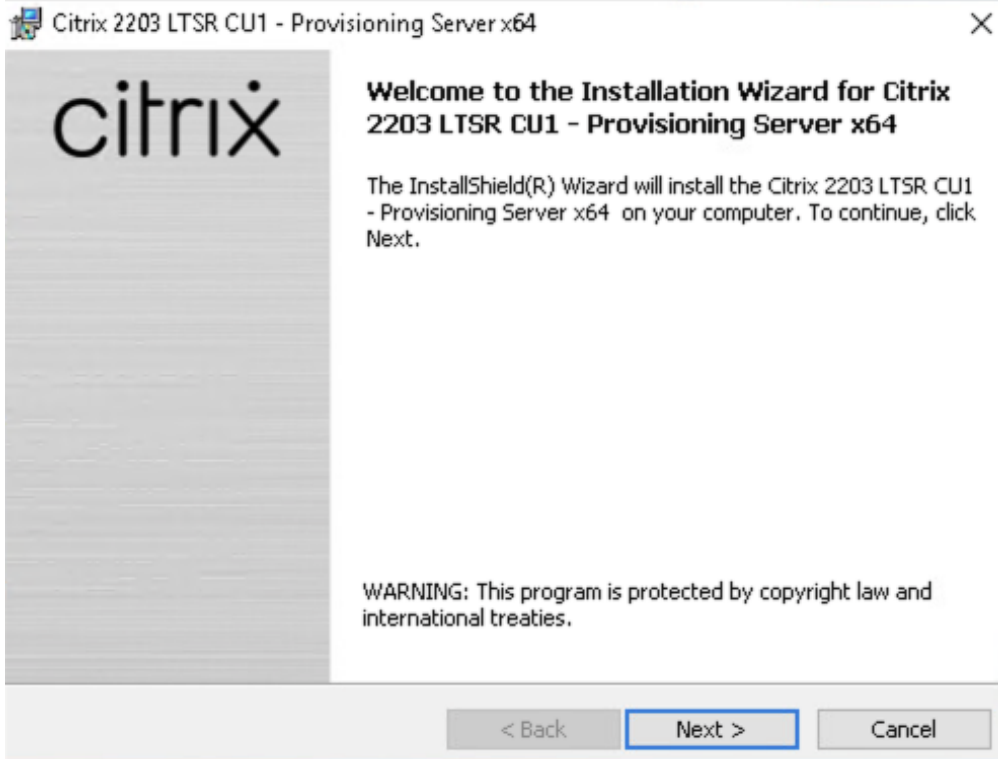 Citrix 2203 LTSR CU1 - Provisioning Server x64
citrix
Welcome to the Installation Wizard for Citrix
2203 LTSR CU1 - Provisioning Server x64
The InstallShield(R) Wizard will install the Citrix 2203 LTSR CU1
- Provisioning Server x64 on your computer. To continue, click
Next.
WARNING: This program is protected by copyright law and
international treaties.
< Back
Next >
Cancel